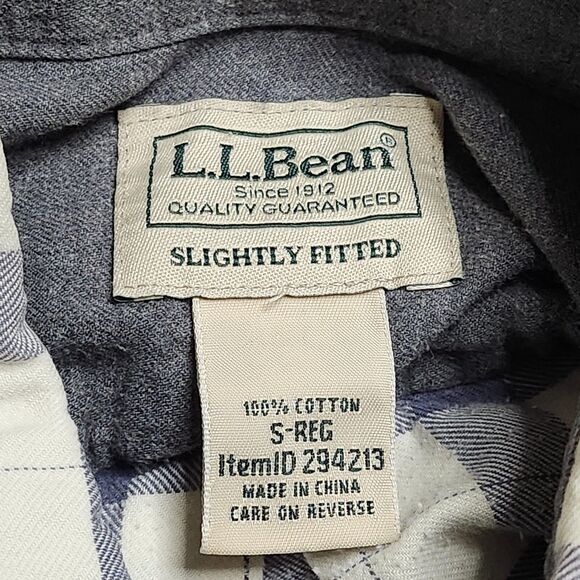 L.L.Bean®
Since 1912
QUALITY GUARANTEED
SLIGHTLY FITTED
100% COTTON
S-REG
ItemID 294213
MADE IN CHINA
CARE ON REVERSE